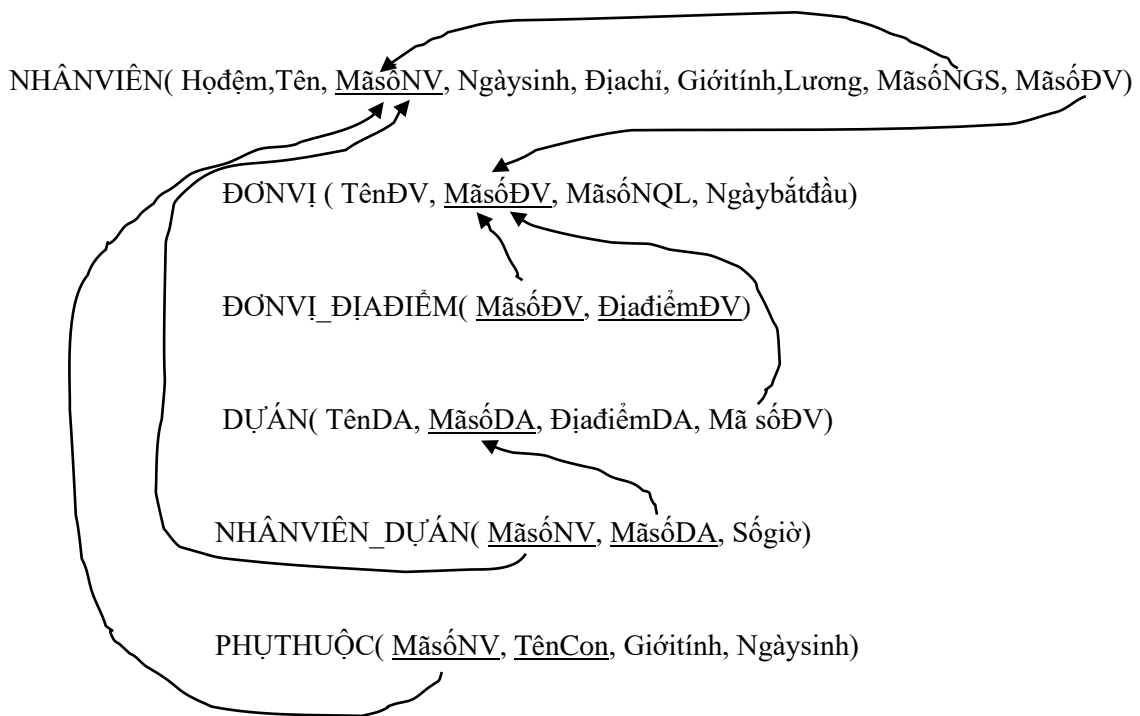 NHÂNVIÊN( Họđệm,Tên, MãsốNV, Ngàysinh, Địachỉ, Giớitính,Lương, MãsốNGS, MãsốĐV)
ĐƠNVỊ ( TênĐV, MãsốĐV, MãsốNQL, Ngàybắtđầu)
ĐƠNVỊ_ĐỊAĐIỂM( MãsốĐV, ĐịađiểmĐV)
DỰÁN( TênDA, MãsốDA, ĐịađiểmDA, Mã sốĐV)
NHÂNVIÊN_DỰÁN( MãsốNV, MãsốDA, Sốgiờ)
PHỤTHUỘC( MãsốNV, TênCon, Giớitính, Ngàysinh)